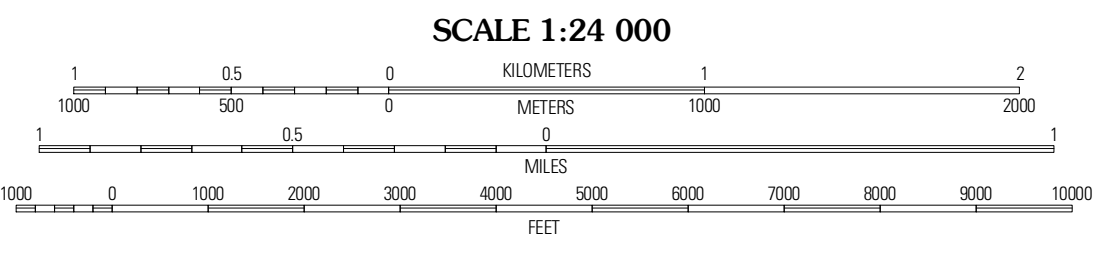 SCALE 1:24 000
1 0.5 0 KILOMETERS 1 2
1000 500 0 METERS 1000 2000
1 0.5 0 1
MILES
1000 0 1000 2000 3000 4000 5000 6000 7000 8000 9000 10000
FEET